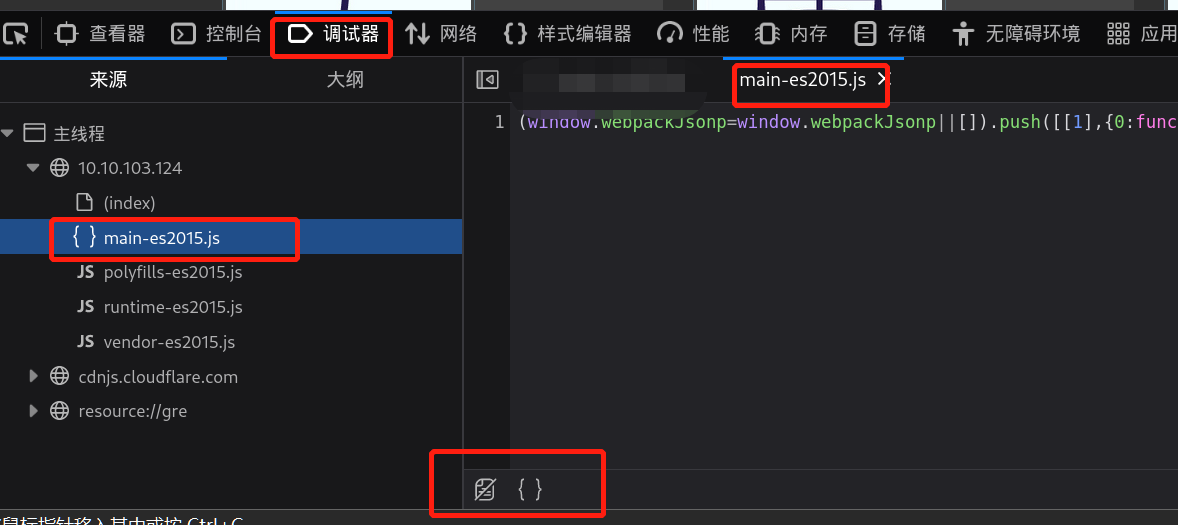 查看器 控制台 调试器 网络 样式编辑器 性能 内存 存储 无障碍环境 应用
来源 大纲 main-es2015.js
主线程
10.10.103.124
(index)
{ } main-es2015.js
JS polyfills-es2015.js
JS runtime-es2015.js
JS vendor-es2015.js
cdnjs.cloudflare.com
resource://gre
1 (window.webpackJsonp=window.webpackJsonp||[]).push([[1],{0:func
{ }
鼠标指针移入其中或按 Ctrl+G